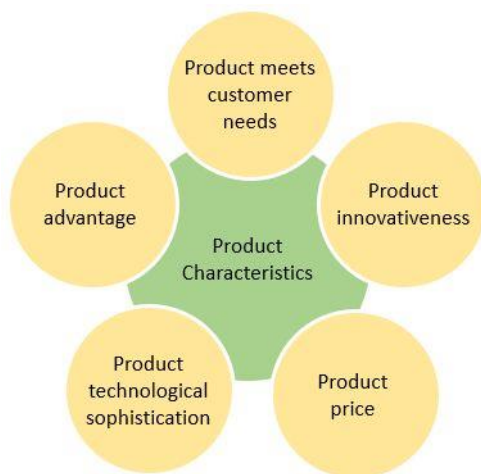 Product meets
customer
needs
Product
advantage
Product
innovativeness
Product
Characteristics
Product
technological
sophistication
Product
price